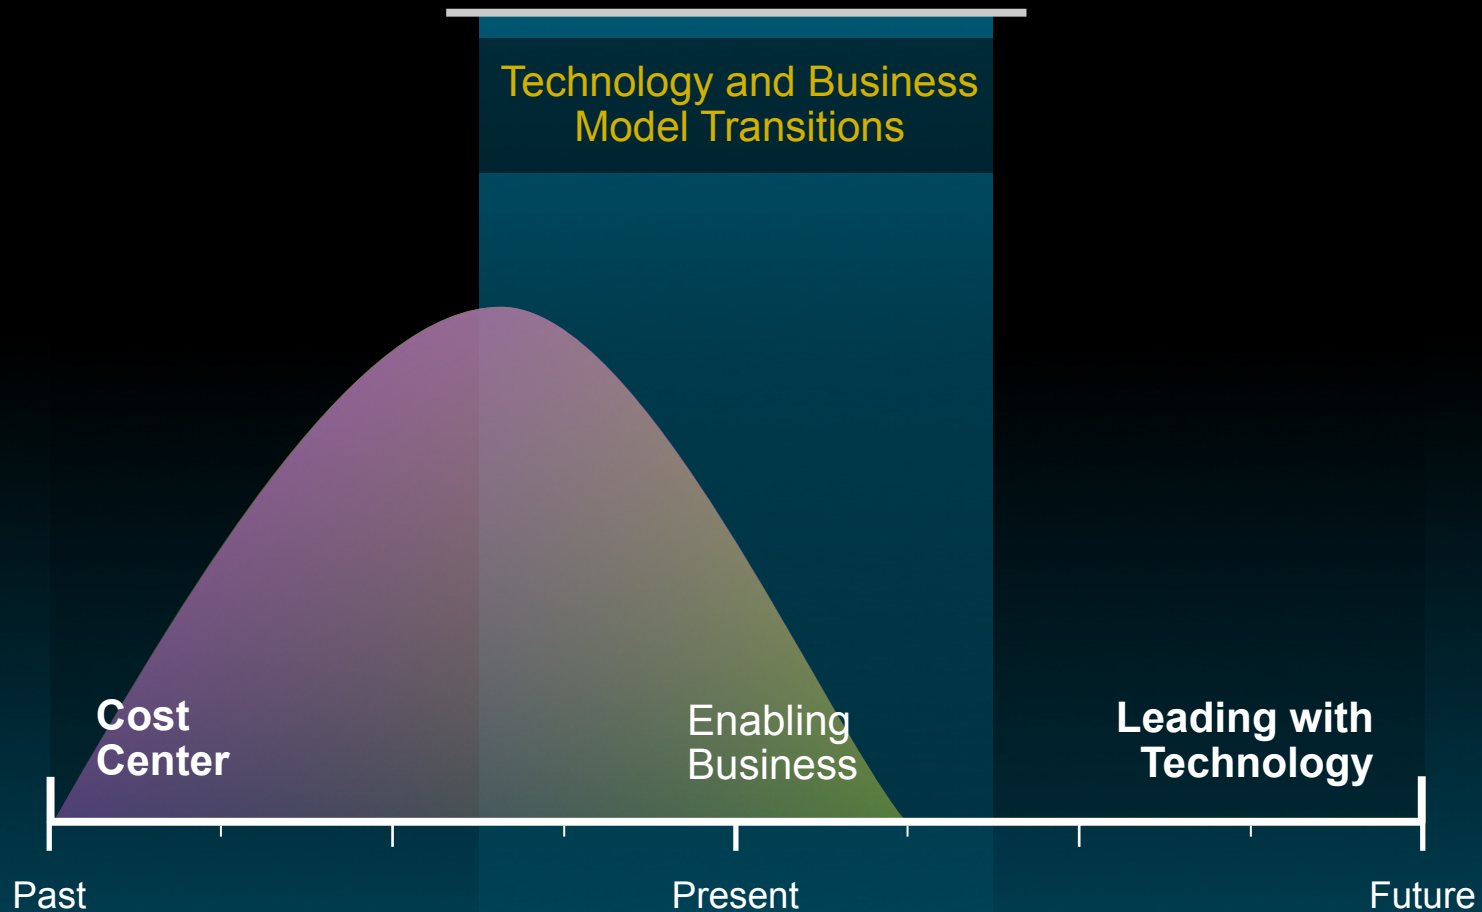 Technology and Business
Model Transitions
Cost
Center
Enabling
Business
Leading with
Technology
Past
Present
Future